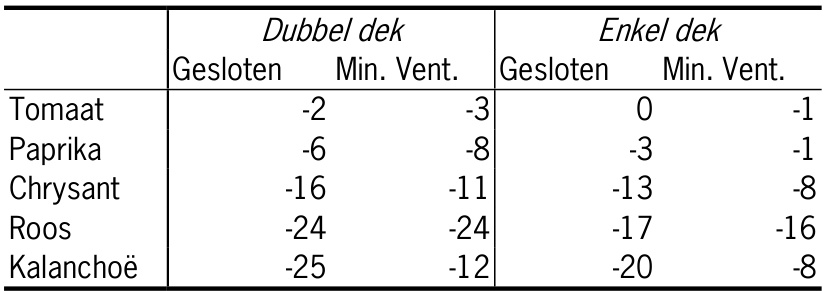 Dubbel dek Enkel dek
Gesloten Min. Vent. Gesloten Min. Vent.
Tomaat -2 -3 0 -1
Paprika -6 -8 -3 -1
Chrysant -16 -11 -13 -8
Roos -24 -24 -17 -16
Kalanchoë -25 -12 -20 -8